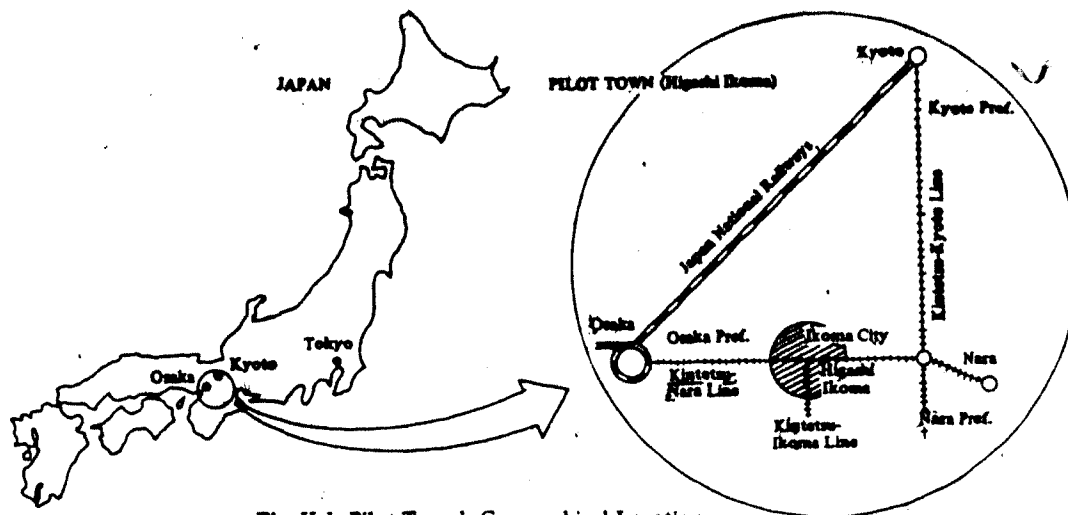 JAPAN
Tokyo
Kyoto
Osaka
PILOT TOWN (Higashi Ikoma)
Kyoto
Kyoto Pref.
Japan National Railways
Kintetsu-Kyoto Line
Osaka
Osaka Pref.
Ikoma City
Kintetsu-
Nara Line
Higashi
Ikoma
Nara
Nara Pref.
Kintetsu-
Ikoma Line